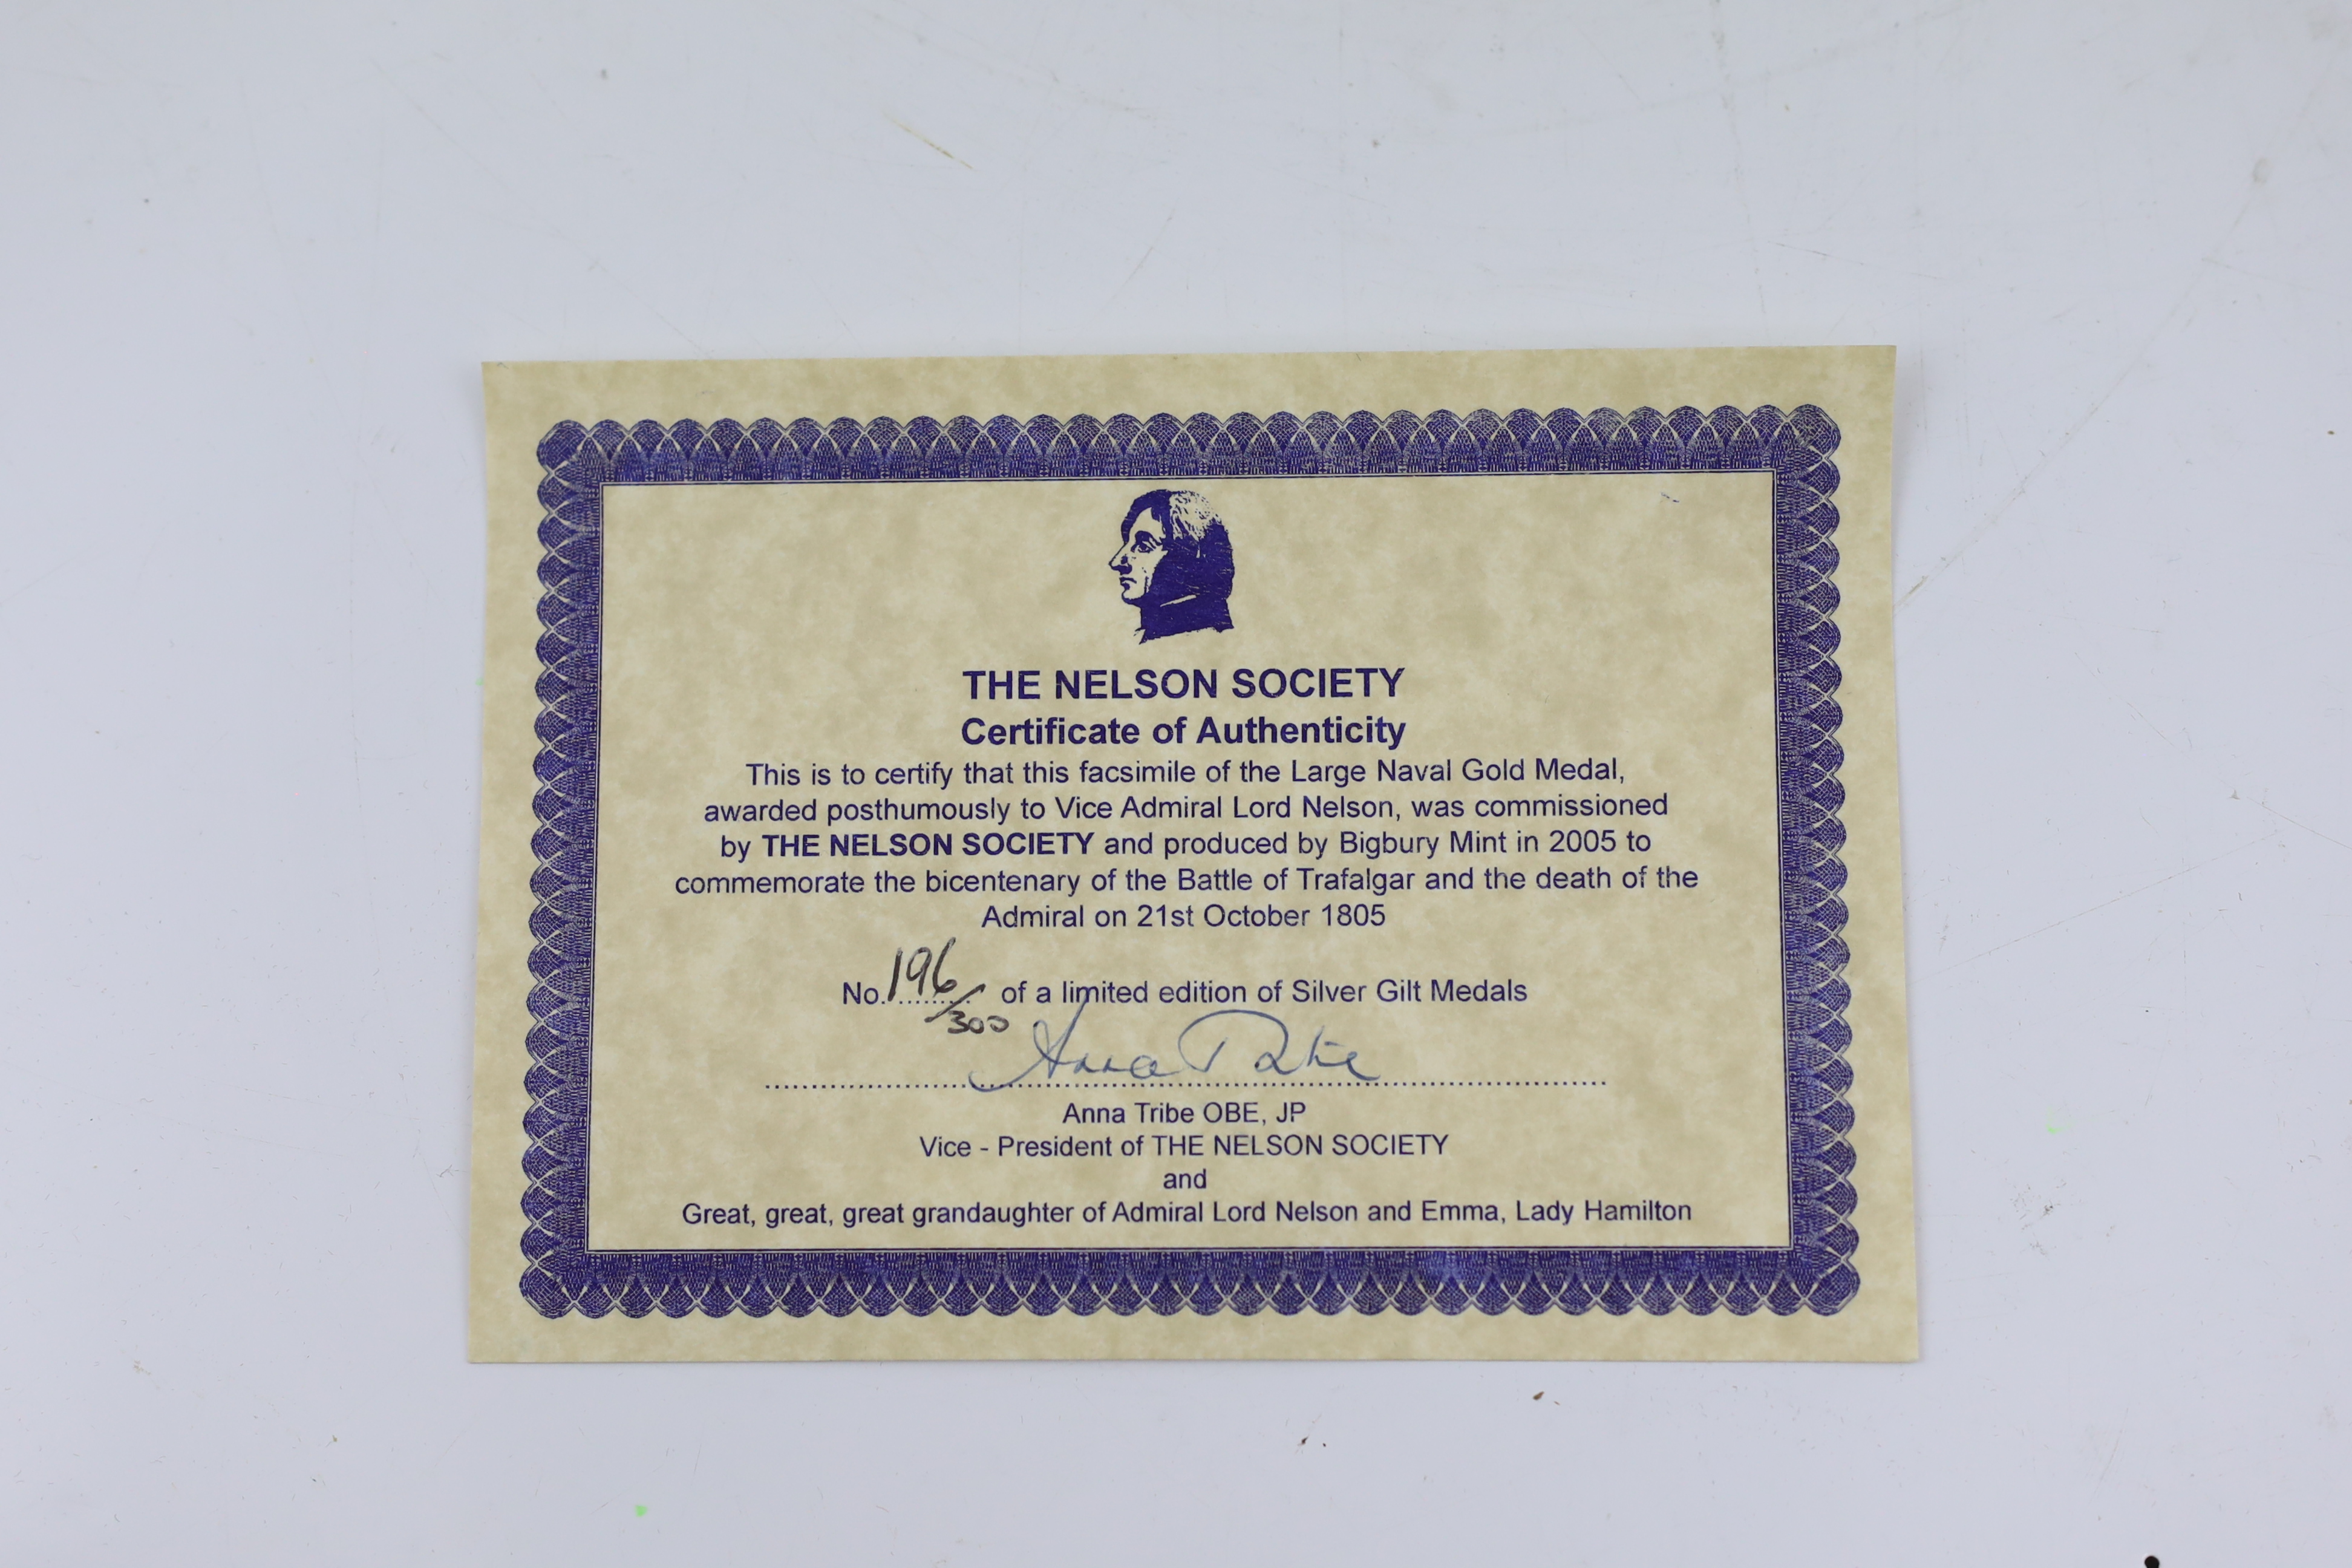 THE NELSON SOCIETY
Certificate of Authenticity
This is to certify that this facsimile of the Large Naval Gold Medal,
awarded posthumously to Vice Admiral Lord Nelson, was commissioned
by THE NELSON SOCIETY and produced by Bigbury Mint in 2005 to
commemorate the bicentenary of the Battle of Trafalgar and the death of the
Admiral on 21st October 1805
No. 196/300 of a limited edition of Silver Gilt Medals
Anna Tribe
Anna Tribe OBE, JP
Vice - President of THE NELSON SOCIETY
and
Great, great, great grandaughter of Admiral Lord Nelson and Emma, Lady Hamilton